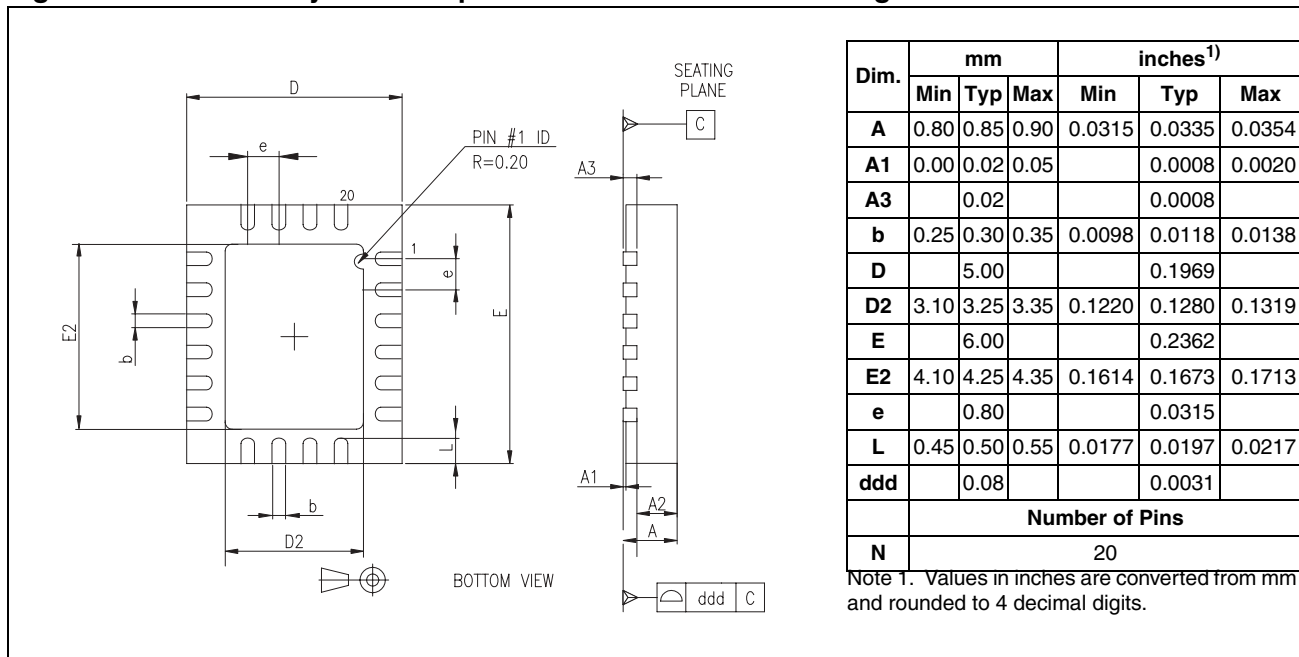 D
e
PIN #1 ID
R=0.20
20
1
e
E2
b
E
L
b
D2
BOTTOM VIEW
SEATING
PLANE
C
A3
A1
A2
A
ddd C
Dim. mm inches1)
Min Typ Max Min Typ Max
A 0.80 0.85 0.90 0.0315 0.0335 0.0354
A1 0.00 0.02 0.05 0.0008 0.0020
A3 0.02 0.0008
b 0.25 0.30 0.35 0.0098 0.0118 0.0138
D 5.00 0.1969
D2 3.10 3.25 3.35 0.1220 0.1280 0.1319
E 6.00 0.2362
E2 4.10 4.25 4.35 0.1614 0.1673 0.1713
e 0.80 0.0315
L 0.45 0.50 0.55 0.0177 0.0197 0.0217
ddd 0.08 0.0031
Number of Pins
N 20
Note 1. Values in inches are converted from mm
and rounded to 4 decimal digits.